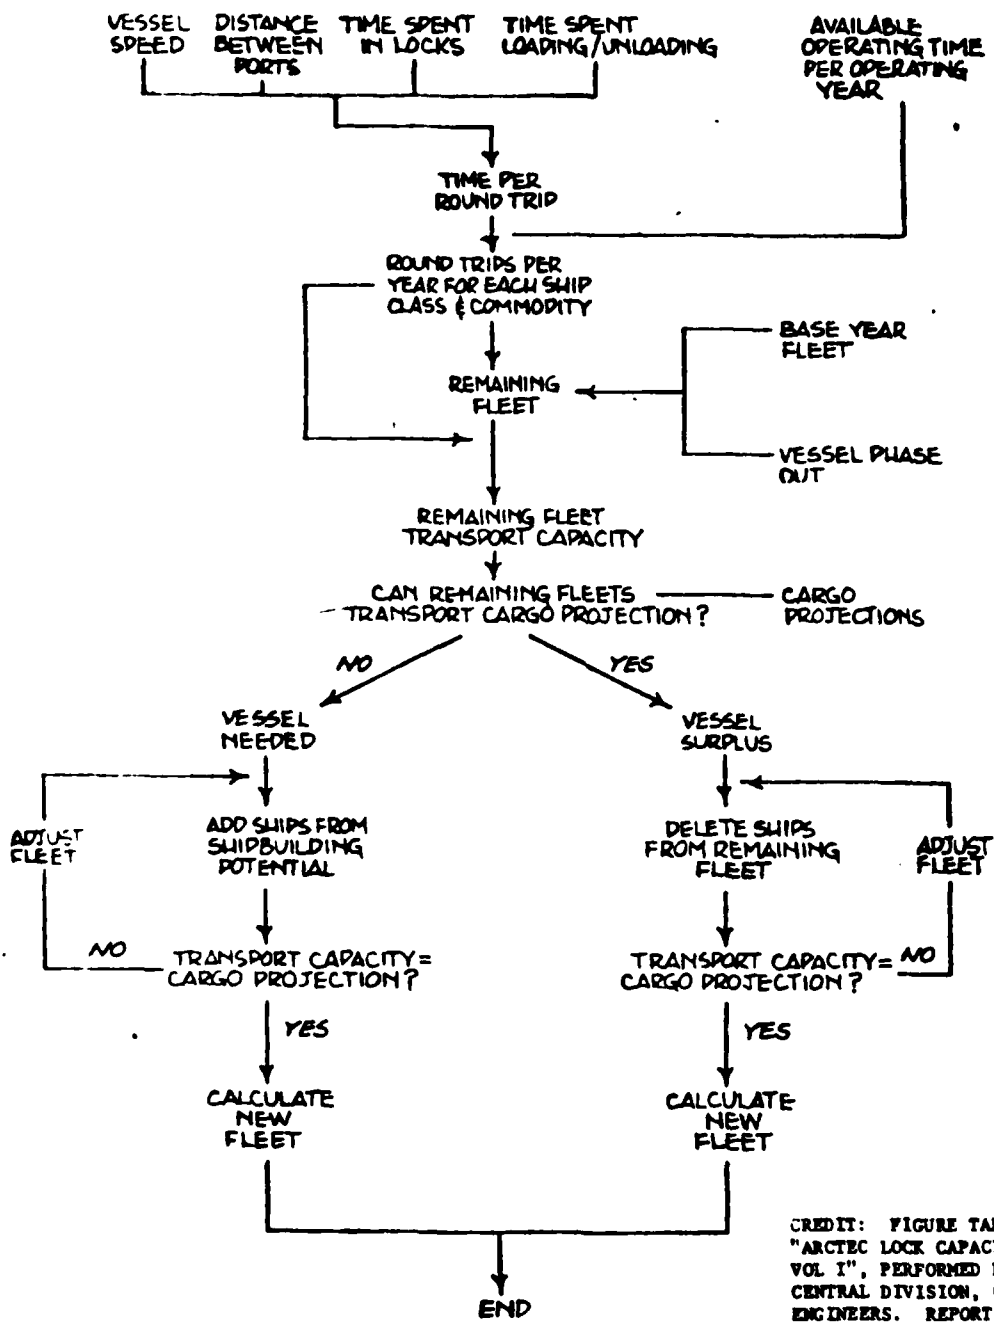 VESSEL SPEED
DISTANCE BETWEEN PORTS
TIME SPENT IN LOCKS
TIME SPENT LOADING/UNLOADING
AVAILABLE OPERATING TIME PER OPERATING YEAR
TIME PER
ROUND TRIP
ROUND TRIPS PER
YEAR FOR EACH SHIP
CLASS & COMMODITY
BASE YEAR
FLEET
REMAINING
FLEET
VESSEL PHASE
OUT
REMAINING FLEET
TRANSPORT CAPACITY
CAN REMAINING FLEETS
TRANSPORT CARGO PROJECTION?
CARGO
PROJECTIONS
NO
YES
VESSEL
NEEDED
VESSEL
SURPLUS
ADJUST
FLEET
ADD SHIPS FROM
SHIPBUILDING
POTENTIAL
DELETE SHIPS
FROM REMAINING
FLEET
ADJUST
FLEET
NO
TRANSPORT CAPACITY=
CARGO PROJECTION?
TRANSPORT CAPACITY=
CARGO PROJECTION?
NO
YES
YES
CALCULATE
NEW
FLEET
CALCULATE
NEW
FLEET
CREDIT: FIGURE TA
"ARCTEC LOCK CAPAC
VOL I", PERFORMED
CENTRAL DIVISION,
ENGINEERS. REPORT
END